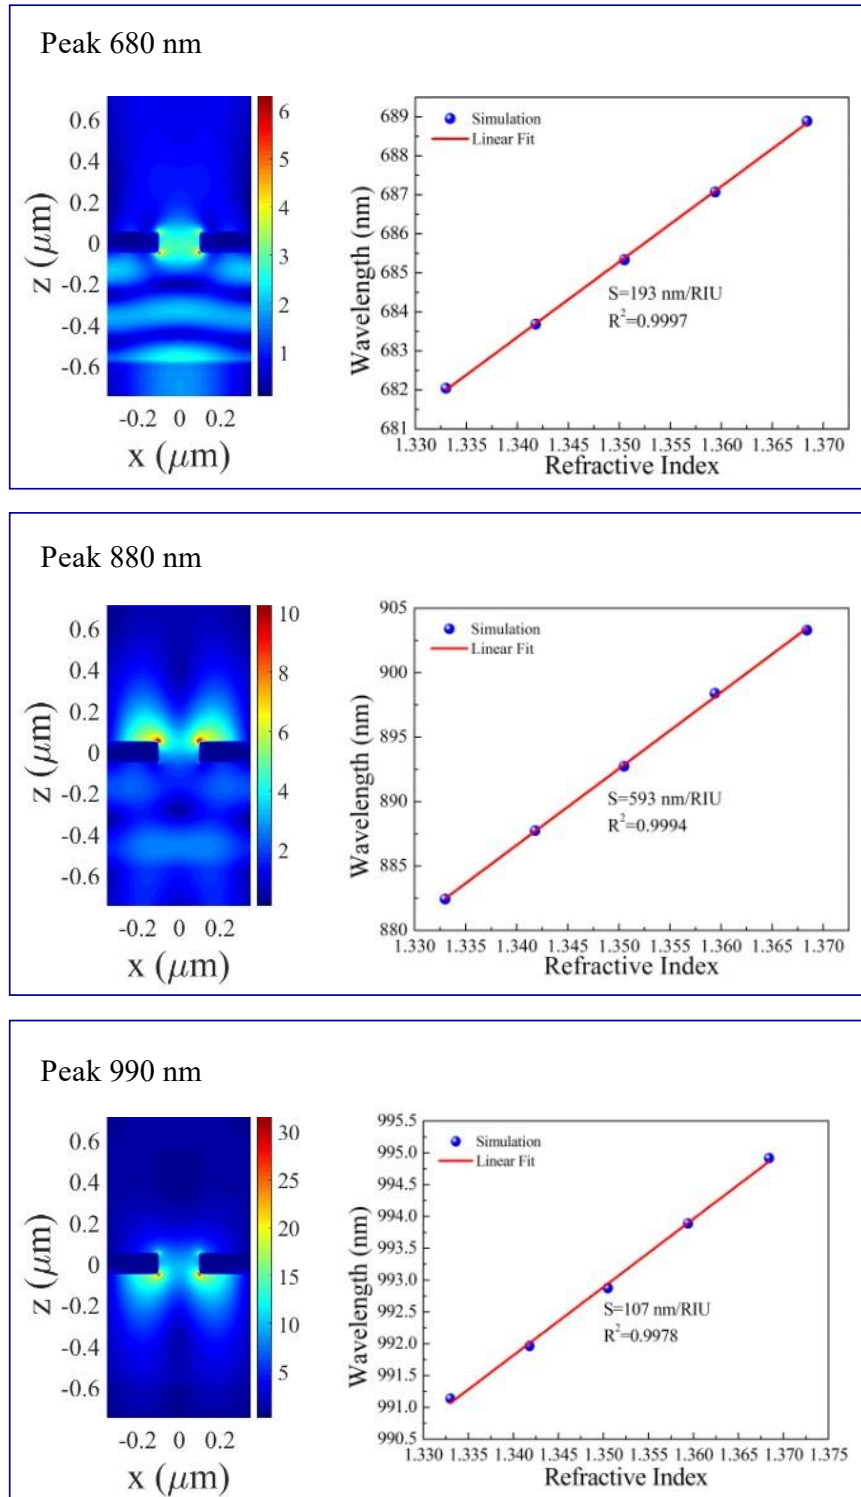 Peak 680 nm
0.6
0.4
0.2
0
-0.2
-0.4
-0.6
z (μm)
-0.2 0 0.2
x (μm)
6
5
4
3
2
1
689
688
687
686
685
684
683
682
681
Wavelength (nm)
Simulation
Linear Fit
S=193 nm/RIU
R²=0.9997
1.330 1.335 1.340 1.345 1.350 1.355 1.360 1.365 1.370
Refractive Index
Peak 880 nm
0.6
0.4
0.2
0
-0.2
-0.4
-0.6
z (μm)
-0.2 0 0.2
x (μm)
10
8
6
4
2
905
900
895
890
885
880
Wavelength (nm)
Simulation
Linear Fit
S=593 nm/RIU
R²=0.9994
1.330 1.335 1.340 1.345 1.350 1.355 1.360 1.365 1.370
Refractive Index
Peak 990 nm
0.6
0.4
0.2
0
-0.2
-0.4
-0.6
z (μm)
-0.2 0 0.2
x (μm)
30
25
20
15
10
5
995.5
995.0
994.5
994.0
993.5
993.0
992.5
992.0
991.5
991.0
990.5
Wavelength (nm)
Simulation
Linear Fit
S=107 nm/RIU
R²=0.9978
1.330 1.335 1.340 1.345 1.350 1.355 1.360 1.365 1.370 1.375
Refractive Index